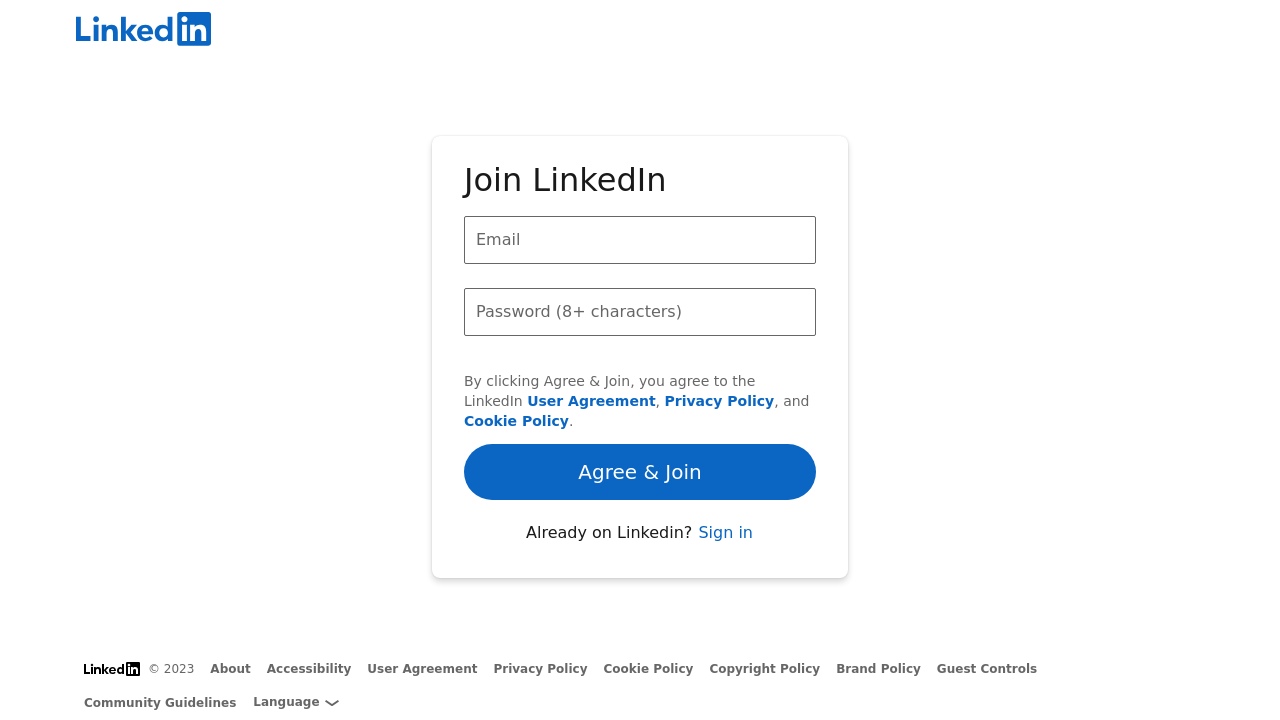 Linkedin
Join LinkedIn
Email
Password (8+ characters)
By clicking Agree & Join, you agree to the
LinkedIn User Agreement, Privacy Policy, and
Cookie Policy.
Agree & Join
Already on Linkedin? Sign in
Linkedin © 2023 About Accessibility User Agreement Privacy Policy Cookie Policy Copyright Policy Brand Policy Guest Controls
Community Guidelines Language